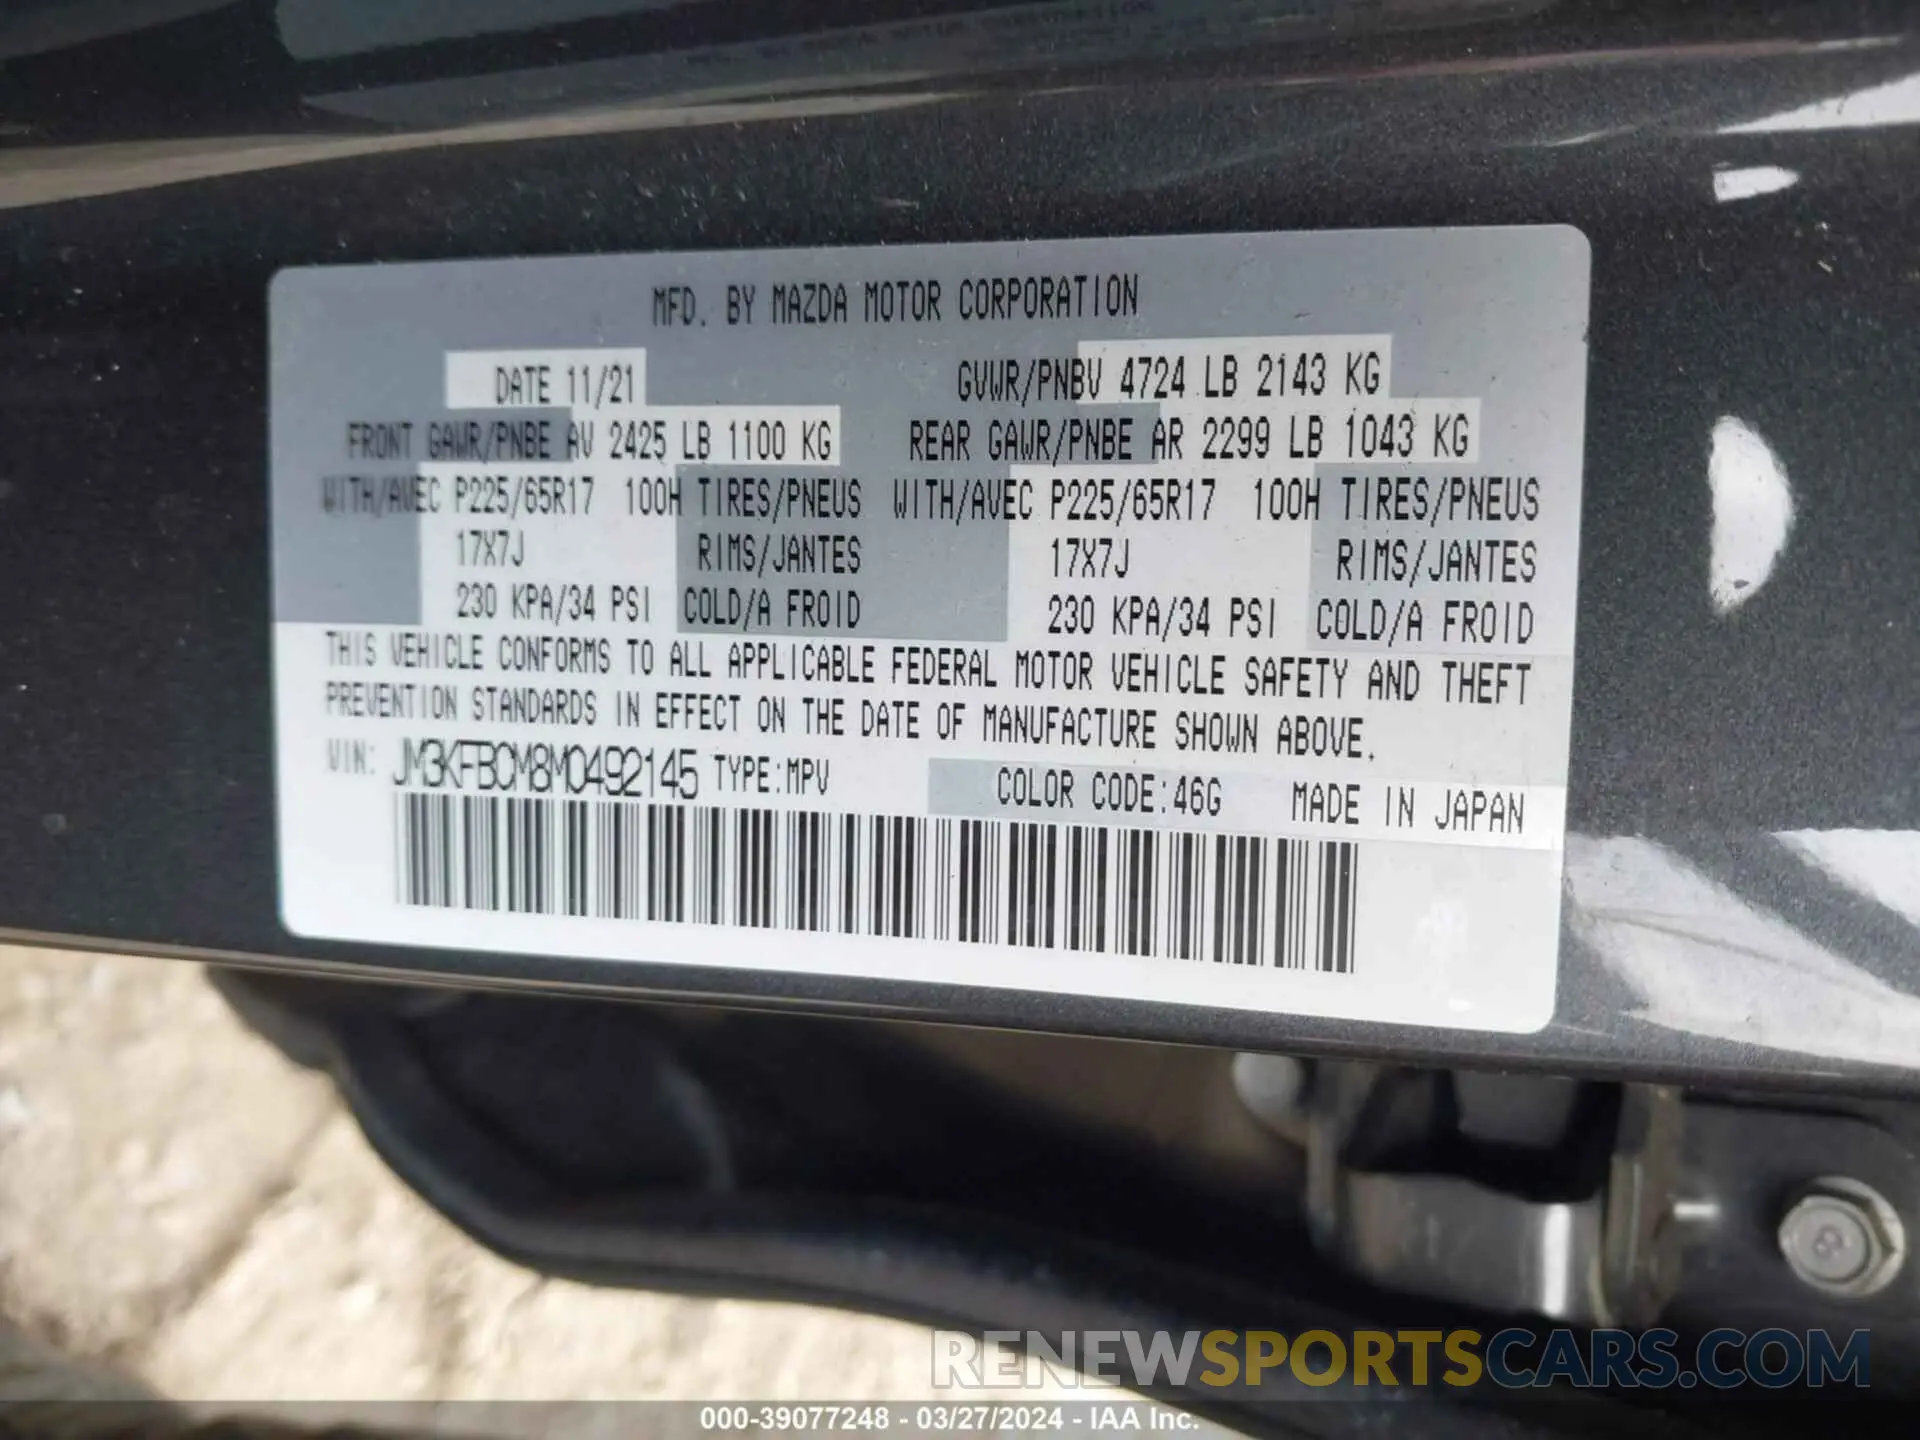 MFD. BY MAZDA MOTOR CORPORATION
DATE 11/21 GVWR/PNBV 4724 LB 2143 KG
FRONT GAWR/PNBE AV 2425 LB 1100 KG REAR GAWR/PNBE AR 2299 LB 1043 KG
WITH/AVEC P225/65R17 100H TIRES/PNEUS WITH/AVEC P225/65R17 100H TIRES/PNEUS
17X7J RIMS/JANTES 17X7J RIMS/JANTES
230 KPA/34 PSI COLD/A FROID 230 KPA/34 PSI COLD/A FROID
THIS VEHICLE CONFORMS TO ALL APPLICABLE FEDERAL MOTOR VEHICLE SAFETY AND THEFT
PREVENTION STANDARDS IN EFFECT ON THE DATE OF MANUFACTURE SHOWN ABOVE.
VIN: JM3KFBCM8M0492145 TYPE:MPV COLOR CODE:46G MADE IN JAPAN
8
RENEWSPORTSCARS.COM
000-39077248 - 03/27/2024 - IAA Inc.